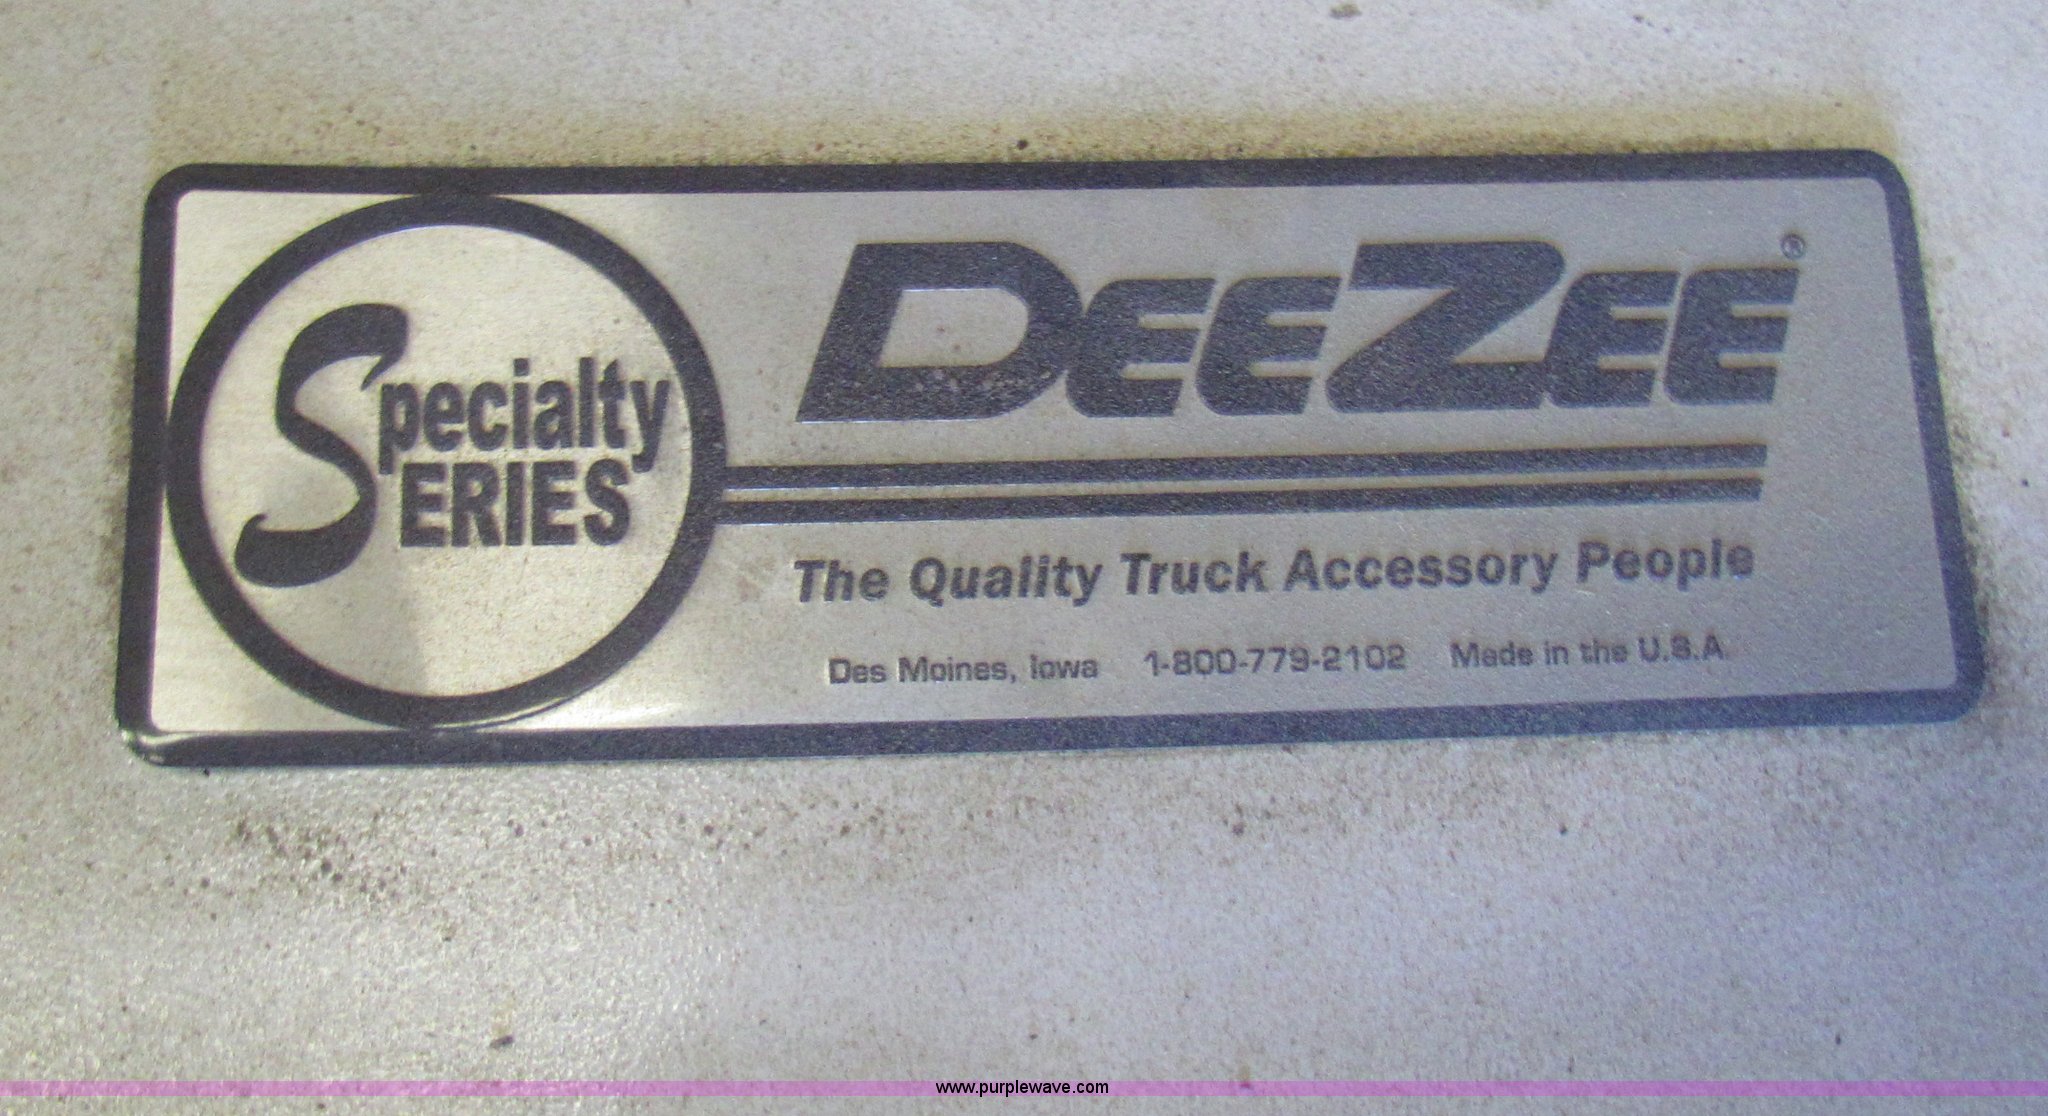 Specialty
SERIES
DEEZEE®
The Quality Truck Accessory People
Des Moines, Iowa 1-800-779-2102 Made in the U.S.A.
www.purplewave.com